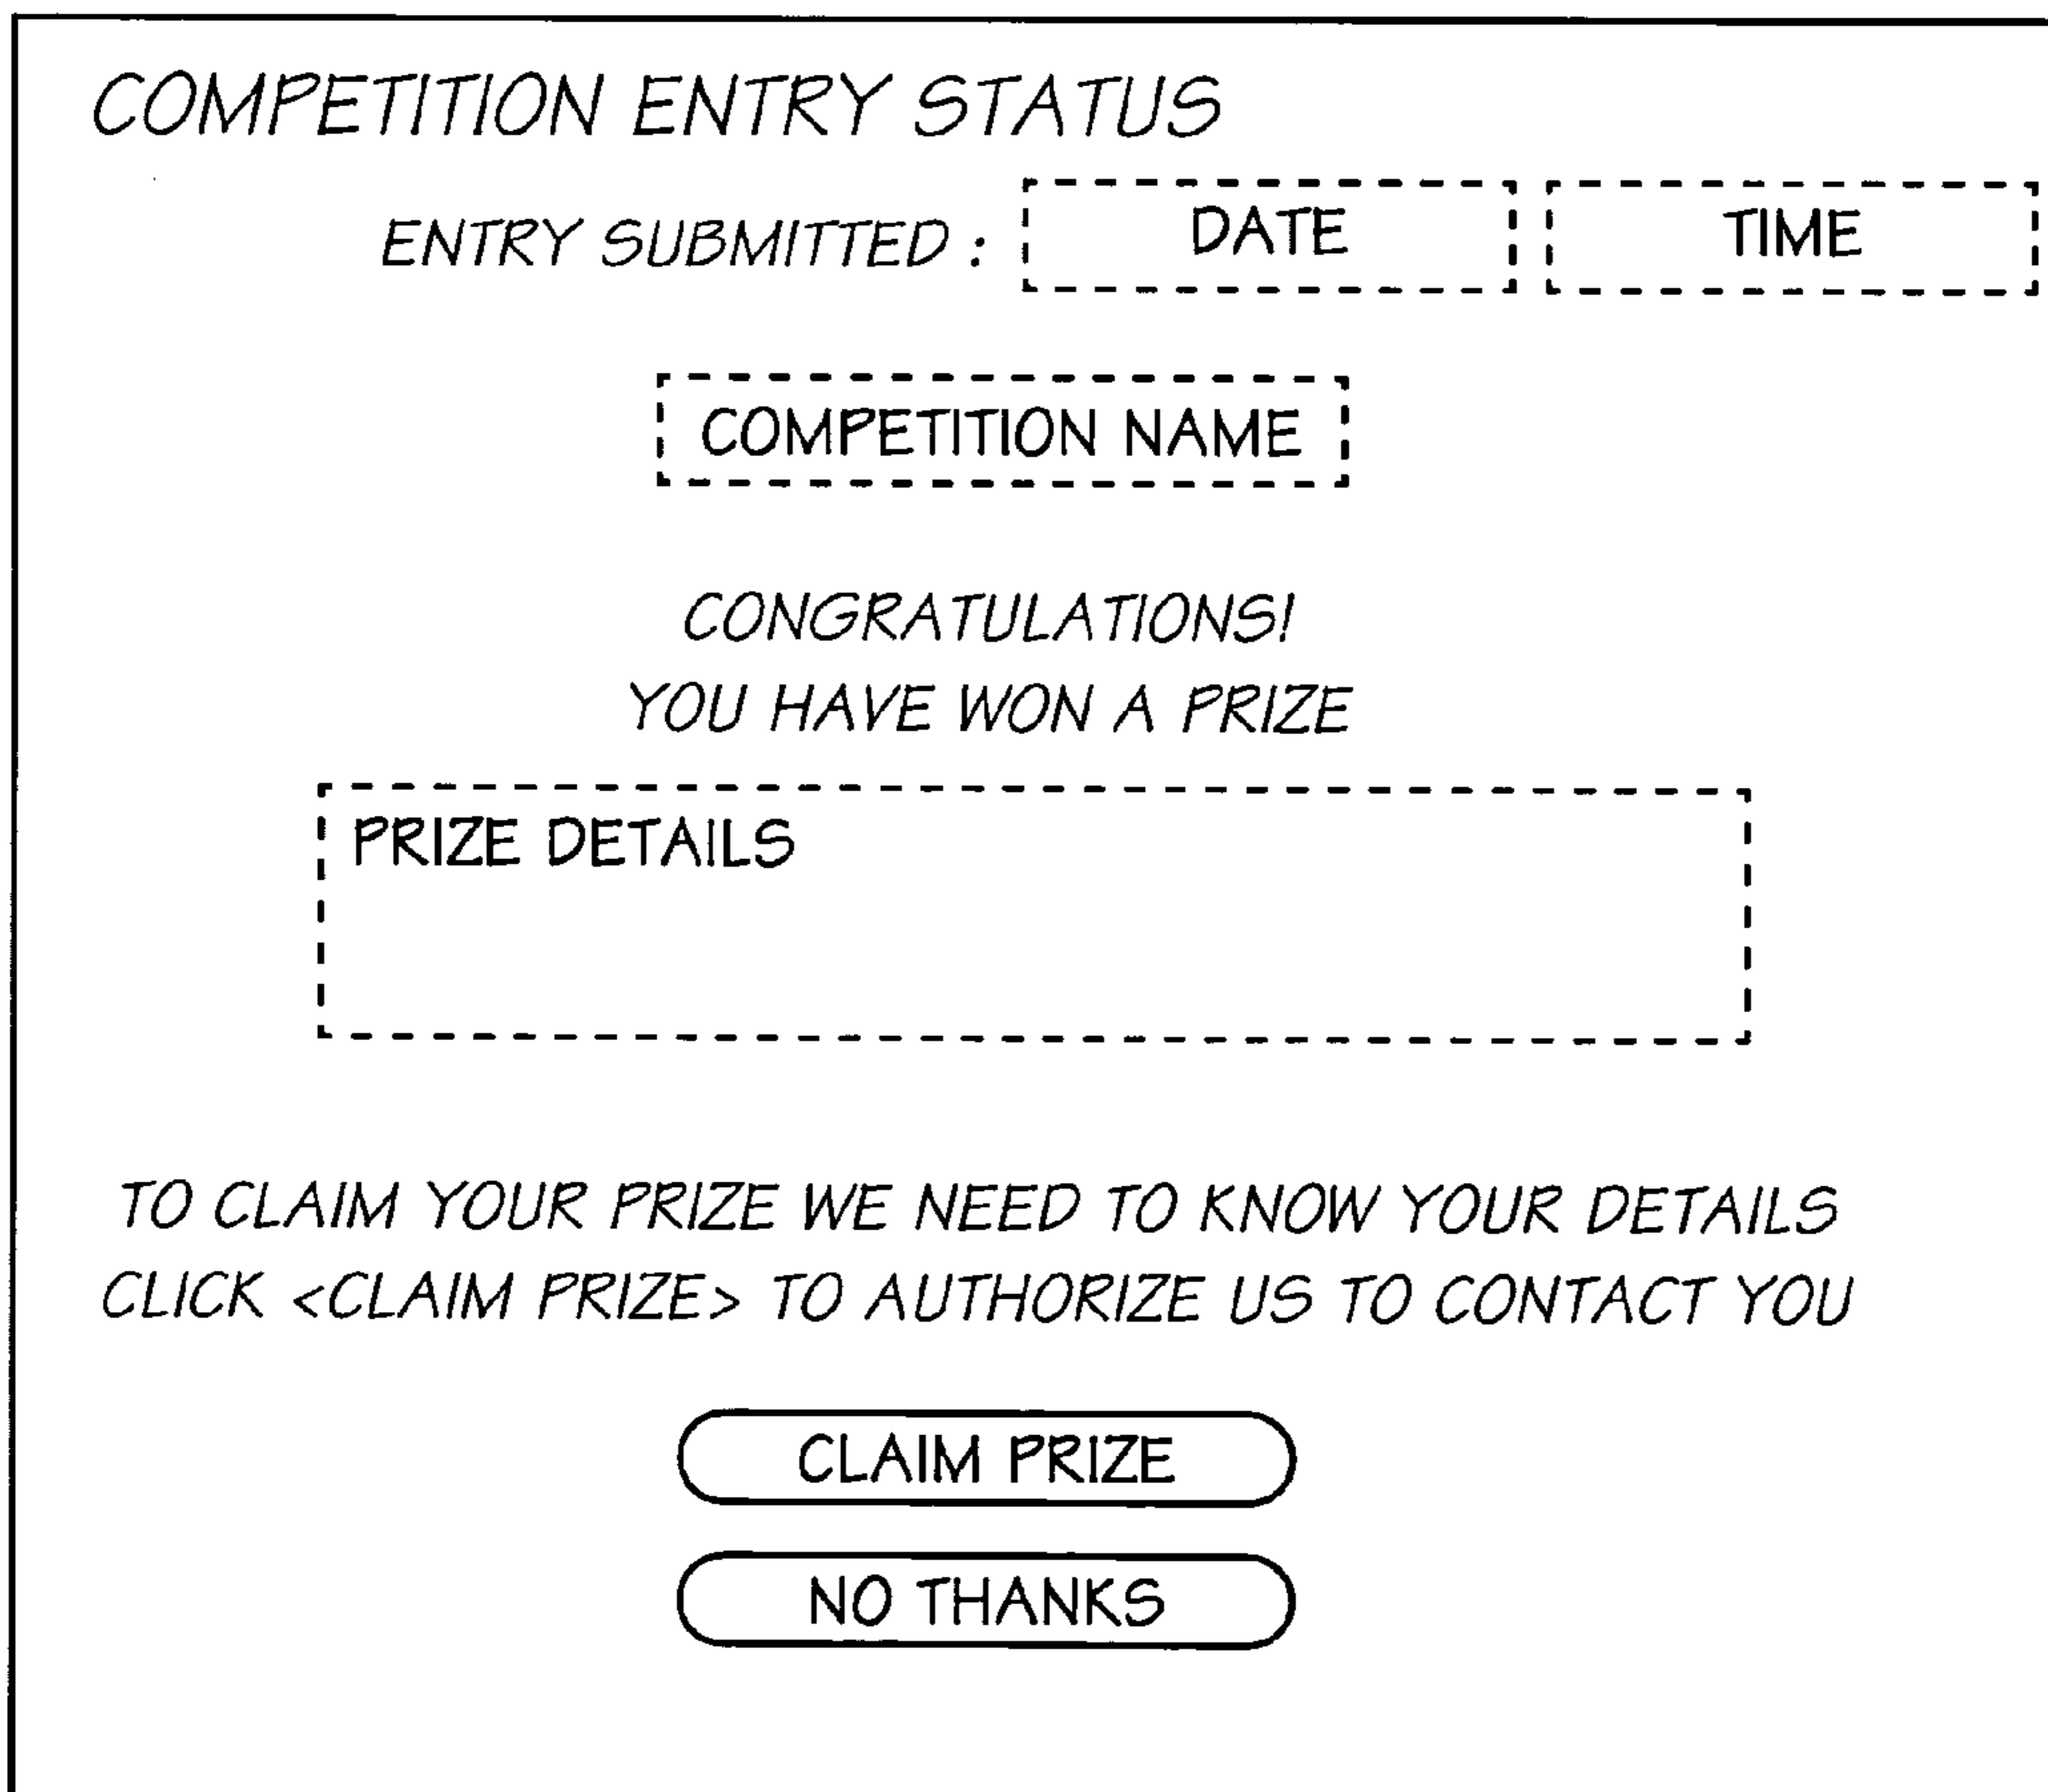 COMPETITION ENTRY STATUS
ENTRY SUBMITTED : DATE TIME
COMPETITION NAME
CONGRATULATIONS!
YOU HAVE WON A PRIZE
PRIZE DETAILS
TO CLAIM YOUR PRIZE WE NEED TO KNOW YOUR DETAILS
CLICK <CLAIM PRIZE> TO AUTHORIZE US TO CONTACT YOU
CLAIM PRIZE
NO THANKS